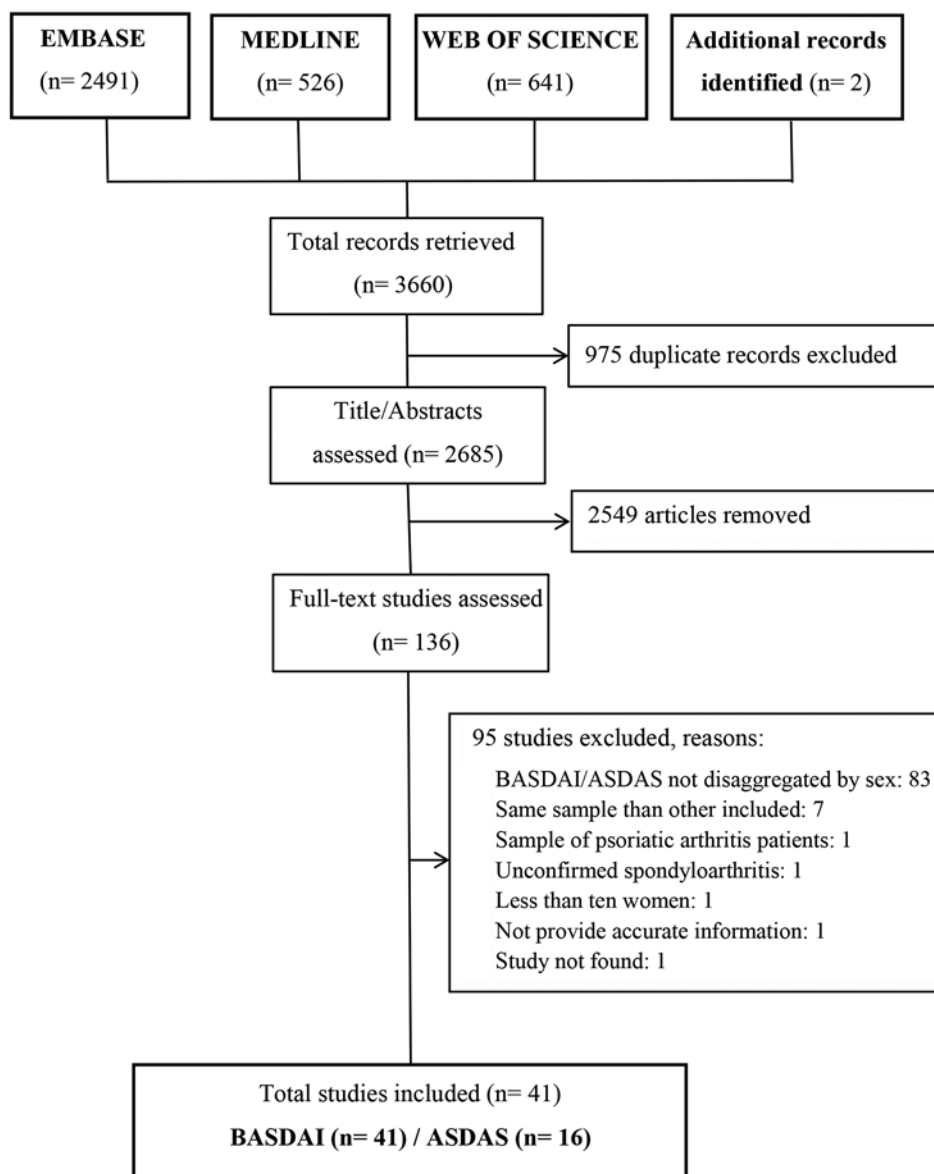 EMBASE
(n= 2491)
MEDLINE
(n= 526)
WEB OF SCIENCE
(n= 641)
Additional records
identified (n= 2)
Total records retrieved
(n= 3660)
975 duplicate records excluded
Title/Abstracts
assessed (n= 2685)
2549 articles removed
Full-text studies assessed
(n= 136)
95 studies excluded, reasons:
BASDAI/ASDAS not disaggregated by sex: 83
Same sample than other included: 7
Sample of psoriatic arthritis patients: 1
Unconfirmed spondyloarthritis: 1
Less than ten women: 1
Not provide accurate information: 1
Study not found: 1
Total studies included (n= 41)
BASDAI (n= 41) / ASDAS (n= 16)